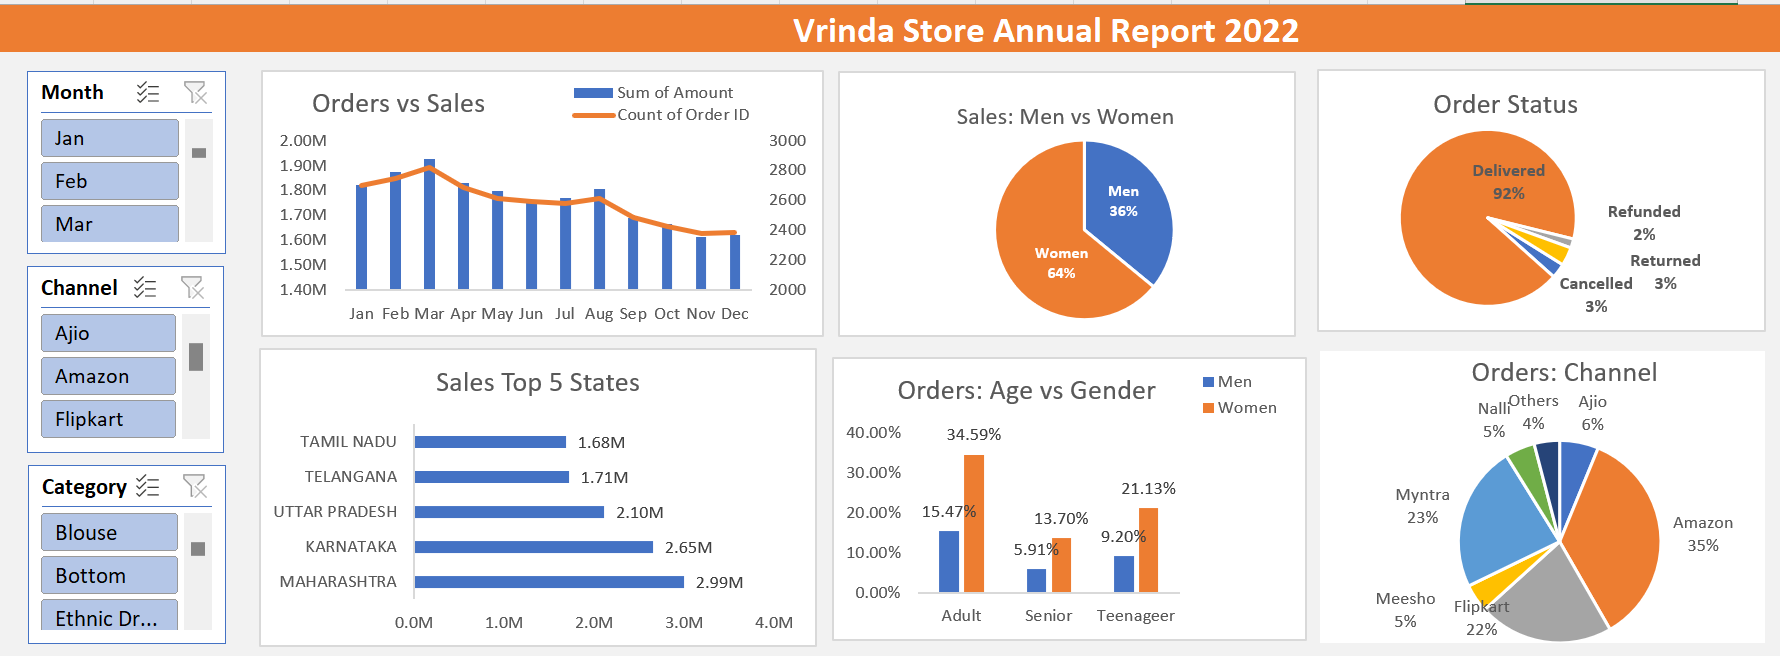 Vrinda Store Annual Report 2022
Month
Jan
Feb
Mar
Channel
Ajio
Amazon
Flipkart
Category
Blouse
Bottom
Ethnic Dr...
Orders vs Sales
Sum of Amount
Count of Order ID
2.00M
1.90M
1.80M
1.70M
1.60M
1.50M
1.40M
3000
2800
2600
2400
2200
2000
Jan Feb Mar Apr May Jun Jul Aug Sep Oct Nov Dec
Sales: Men vs Women
Men
36%
Women
64%
Order Status
Delivered
92%
Refunded
2%
Returned
3%
Cancelled
3%
Sales Top 5 States
TAMIL NADU 1.68M
TELANGANA 1.71M
UTTAR PRADESH 2.10M
KARNATAKA 2.65M
MAHARASHTRA 2.99M
0.0M 1.0M 2.0M 3.0M 4.0M
Orders: Age vs Gender
Men
Women
40.00%
30.00%
20.00%
10.00%
0.00%
15.47%
34.59%
5.91%
13.70%
9.20%
21.13%
Adult Senior Teenageer
Orders: Channel
Nalli
5%
Others
4%
Ajio
6%
Myntra
23%
Amazon
35%
Meesho
5%
Flipkart
22%